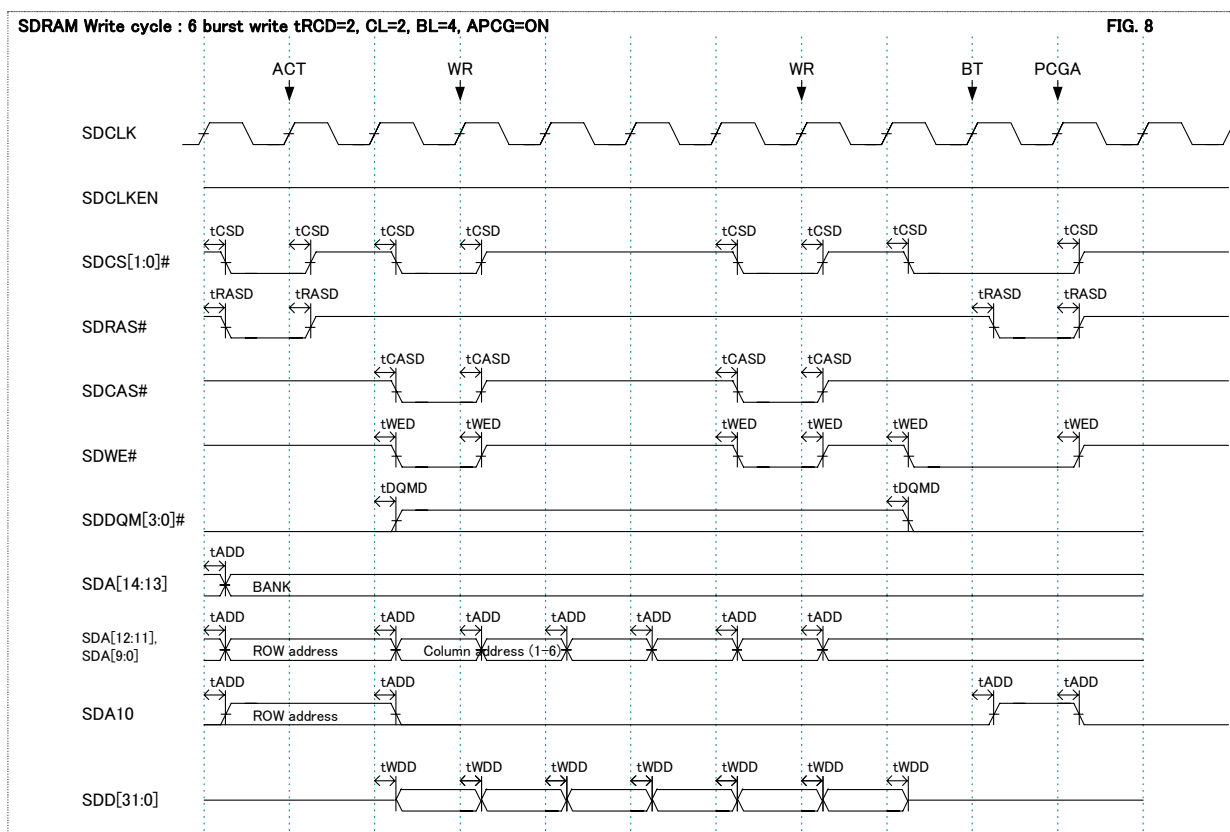 SDRAM Write cycle : 6 burst write tRCD=2, CL=2, BL=4, APCG=ON FIG. 8
ACT WR WR BT PCGA
SDCLK
SDCLKEN
tCSD tCSD tCSD tCSD tCSD tCSD tCSD tCSD
SDCS[1:0]#
tRASD tRASD tRASD tRASD
SDRAS#
tCASD tCASD tCASD tCASD
SDCAS#
tWED tWED tWED tWED tWED tWED
SDWE#
tDQMD tDQMD
SDDQM[3:0]#
tADD
SDA[14:13] BANK
tADD tADD tADD tADD tADD tADD tADD
SDA[12:11],
SDA[9:0]
ROW address Column address (1-6)
tADD tADD tADD tADD
SDA10 ROW address
tWDD tWDD tWDD tWDD tWDD tWDD tWDD
SDD[31:0]